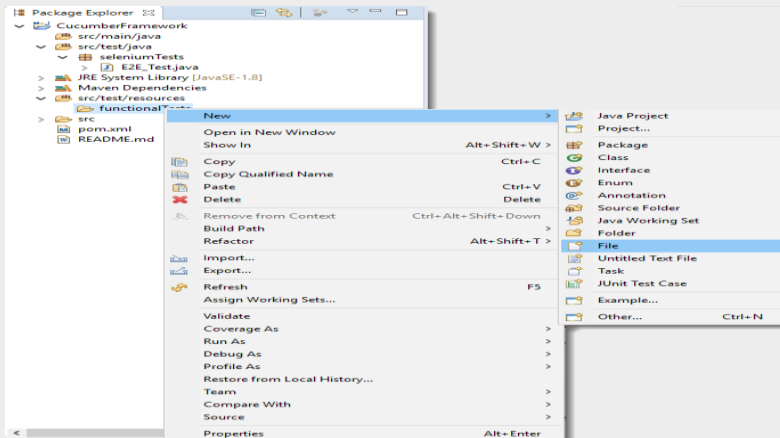 Package Explorer
CucumberFramework
src/main/java
src/test/java
seleniumTests
E2E_Test.java
JRE System Library [JavaSE-1.8]
Maven Dependencies
src/test/resources
functionalTests
src
pom.xml
README.md
New
Open in New Window
Show In Alt+Shift+W
Copy Ctrl+C
Copy Qualified Name
Paste Ctrl+V
Delete Delete
Remove from Context Ctrl+Alt+Shift+Down
Build Path
Refactor Alt+Shift+T
Import...
Export...
Refresh F5
Assign Working Sets...
Validate
Coverage As
Run As
Debug As
Profile As
Restore from Local History...
Team
Compare With
Source
Properties Alt+Enter
Java Project
Project...
Package
Class
Interface
Enum
Annotation
Source Folder
Java Working Set
Folder
File
Untitled Text File
Task
JUnit Test Case
Example...
Other... Ctrl+N